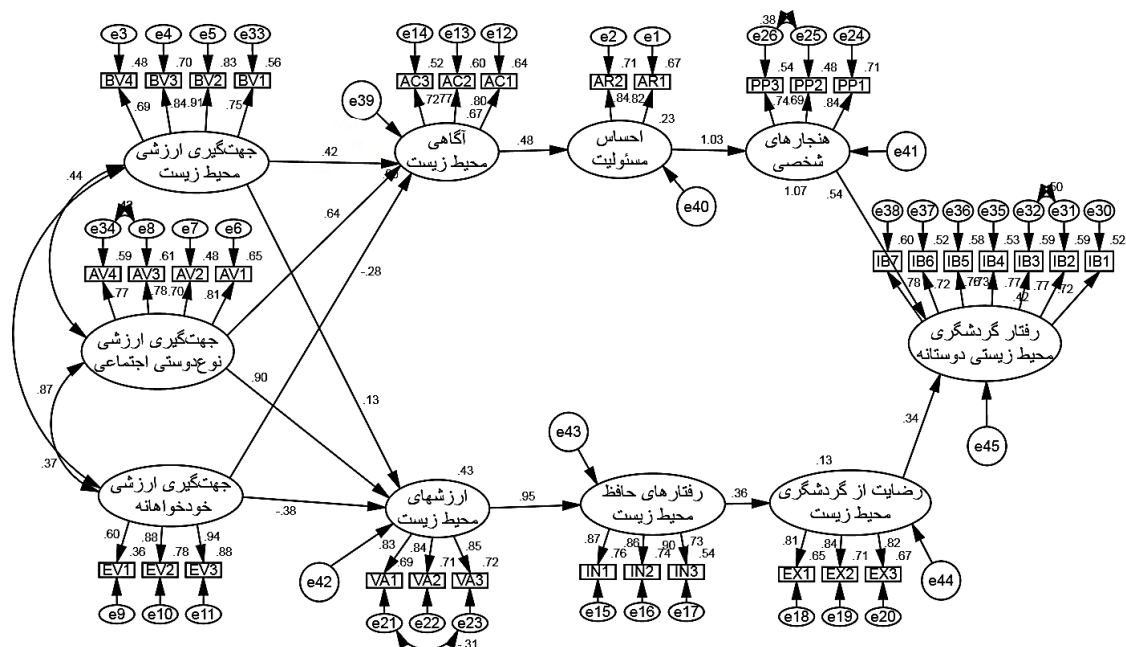 e3 e4 e5 e33
.48 .70 .83 .56
BV4 BV3 BV2 BV1
.69 .84 .91 .75
جهت‌گیری ارزشی
محیط زیست
e14 e13 e12
.52 .60 .64
AC3 AC2 AC1
.72 .77 .80
.67
e39
آگاهی
محیط زیست
e2 e1
.71 .67
AR2 AR1
.84 .82
.23
احساس
مسئولیت
e40
.38
e26 e25 e24
.54 .48 .71
PP3 PP2 PP1
.74 .69 .84
هنجارهای
شخصی
1.07
e41
.42
.48
1.03
.54
.44
.64
-.28
.42
e34 e8 e7 e6
.59 .61 .48 .65
AV4 AV3 AV2 AV1
.77 .78 .70 .81
جهت‌گیری ارزشی
نوع‌دوستی اجتماعی
.50
e38 e37 e36 e35 e32 e31 e30
.60 .52 .58 .53 .59 .59 .52
IB7 IB6 IB5 IB4 IB3 IB2 IB1
.78 .72 .76 .73 .77 .77 .72
.42
رفتار گردشگری
محیط زیستی دوستانه
e45
.87
.90
.13
.37
.34
جهت‌گیری ارزشی
خودخواهانه
.60 .88 .94
.36 .78 .88
EV1 EV2 EV3
e9 e10 e11
-.38
.43
ارزشهای
محیط زیست
e42
.83 .84 .85
.69 .71 .72
VA1 VA2 VA3
e21 e22 e23
-.31
.95
e43
.90
رفتارهای حافظ
محیط زیست
.87 .86 .73
.76 .74 .54
IN1 IN2 IN3
e15 e16 e17
.36
.13
رضایت از گردشگری
محیط زیست
.81 .84 .82
.65 .71 .67
EX1 EX2 EX3
e18 e19 e20
e44